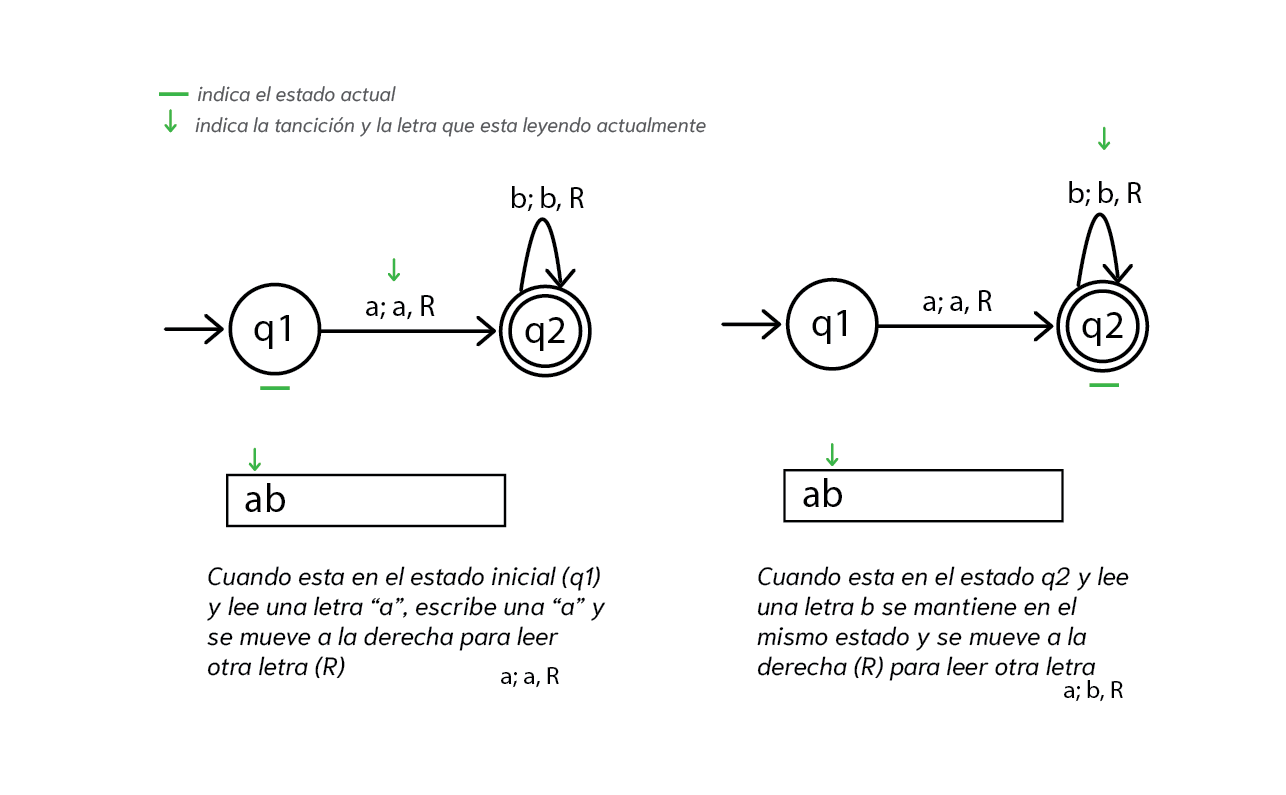 indica el estado actual
indica la tancición y la letra que esta leyendo actualmente
b; b, R
a; a, R
q1
q2
ab
Cuando esta en el estado inicial (q1)
y lee una letra “a”, escribe una “a” y
se mueve a la derecha para leer
otra letra (R)
a; a, R
b; b, R
a; a, R
q1
q2
ab
Cuando esta en el estado q2 y lee
una letra b se mantiene en el
mismo estado y se mueve a la
derecha (R) para leer otra letra
a; b, R